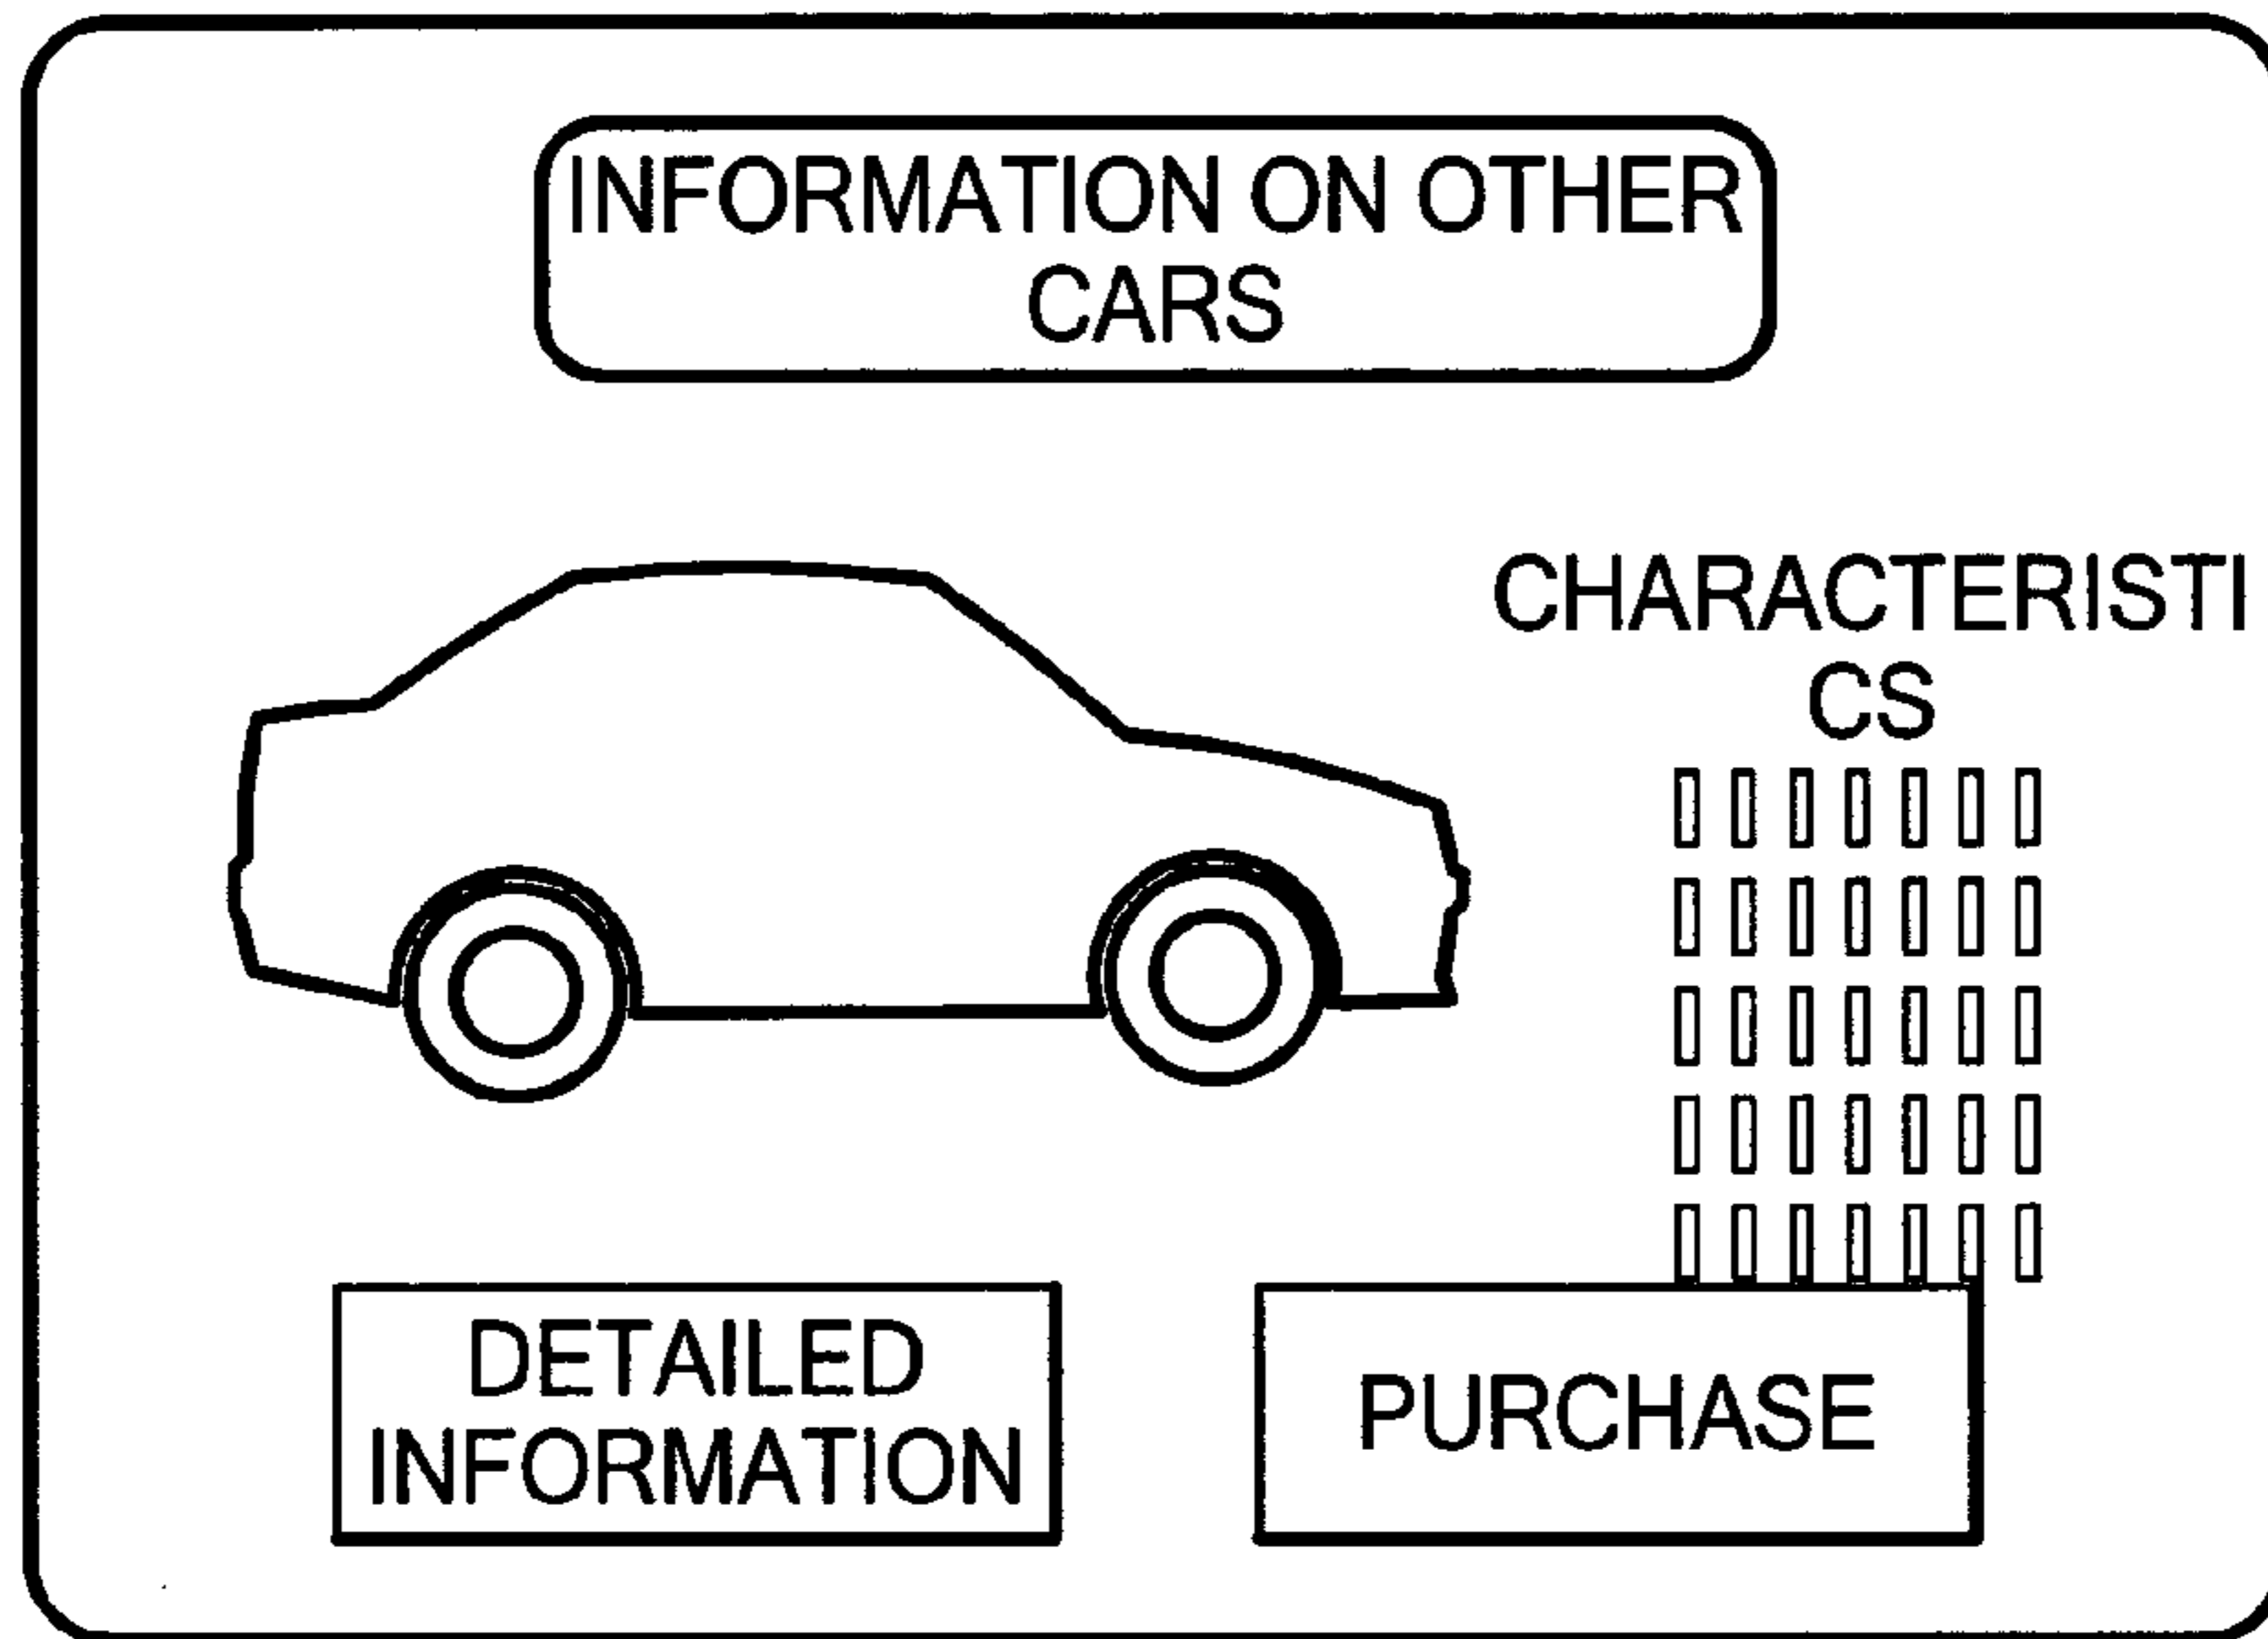 INFORMATION ON OTHER
CARS
CHARACTERISTI
CS
DETAILED
INFORMATION
PURCHASE